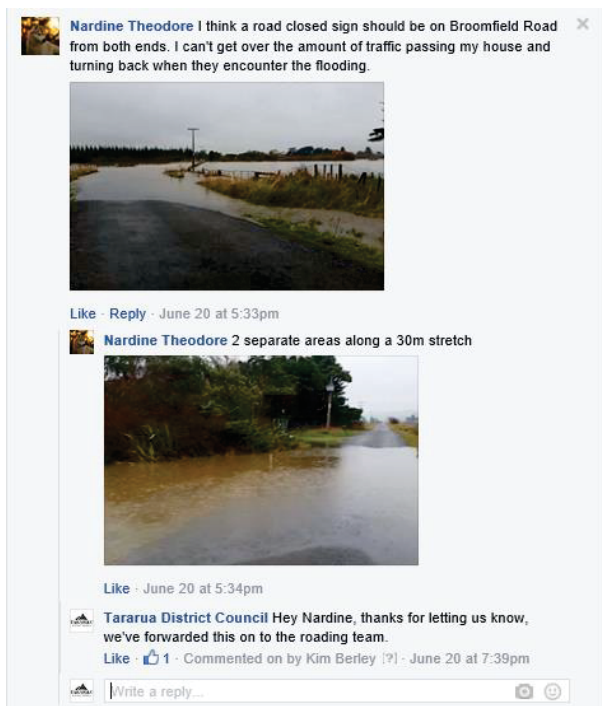 Nardine Theodore I think a road closed sign should be on Broomfield Road
from both ends. I can't get over the amount of traffic passing my house and
turning back when they encounter the flooding.
Like · Reply · June 20 at 5:33pm
Nardine Theodore 2 separate areas along a 30m stretch
Like · June 20 at 5:34pm
Tararua District Council Hey Nardine, thanks for letting us know,
we've forwarded this on to the roading team.
Like · 1 · Commented on by Kim Berley [?] · June 20 at 7:39pm
Write a reply...